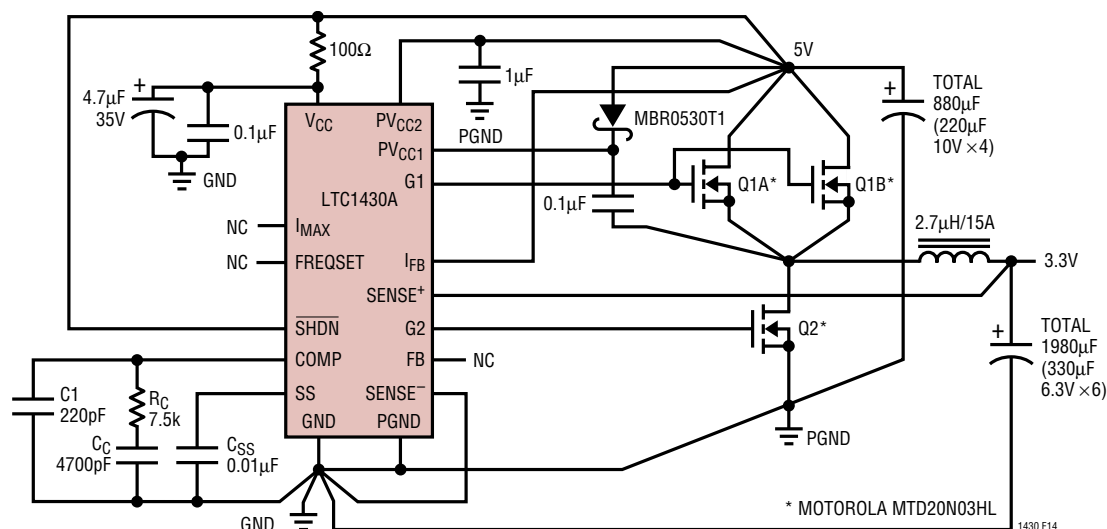 100Ω
1µF
5V
TOTAL
880µF
(220µF
10V ×4)
4.7µF
35V
0.1µF
GND
PGND
MBR0530T1
VCC
PVCC2
PVCC1
G1
LTC1430A
0.1µF
Q1A*
Q1B*
2.7µH/15A
3.3V
NC
IMAX
NC
FREQSET
IFB
SENSE+
SHDN
G2
Q2*
COMP
FB
NC
TOTAL
1980µF
(330µF
6.3V ×6)
C1
220pF
RC
7.5k
SS
SENSE–
GND
PGND
CC
4700pF
CSS
0.01µF
PGND
GND
* MOTOROLA MTD20N03HL
1430 F14